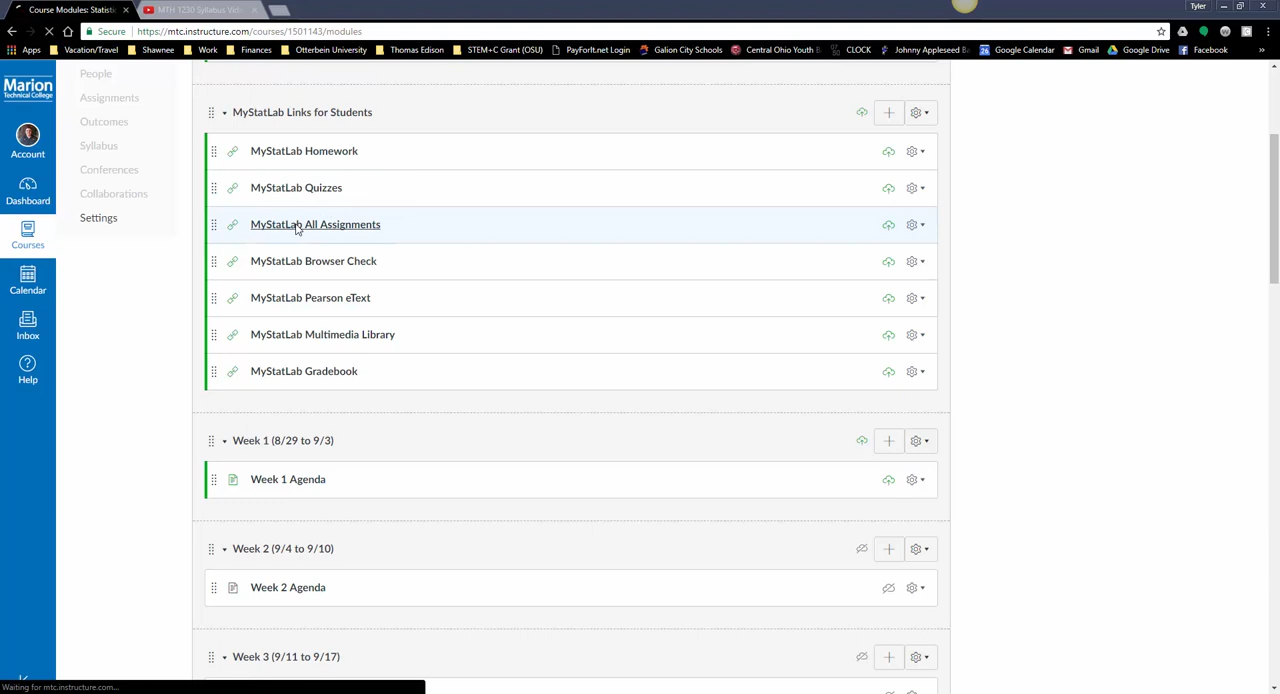 Course Modules: Statistic
MTH 1230 Syllabus Vide
Tyler
Secure
https://mtc.instructure.com/courses/1501143/modules
Apps
Vacation/Travel
Shawnee
Work
Finances
Otterbein University
Thomas Edison
STEM+C Grant (OSU)
PayForIt.net Login
Galion City Schools
Central Ohio Youth B
CLOCK
Johnny Appleseed Ba
Google Calendar
Gmail
Google Drive
Facebook
Marion
Technical College
Account
Dashboard
Courses
Calendar
Inbox
Help
People
Assignments
Outcomes
Syllabus
Conferences
Collaborations
Settings
MyStatLab Links for Students
MyStatLab Homework
MyStatLab Quizzes
MyStatLab All Assignments
MyStatLab Browser Check
MyStatLab Pearson eText
MyStatLab Multimedia Library
MyStatLab Gradebook
Week 1 (8/29 to 9/3)
Week 1 Agenda
Week 2 (9/4 to 9/10)
Week 2 Agenda
Week 3 (9/11 to 9/17)
Waiting for mtc.instructure.com...